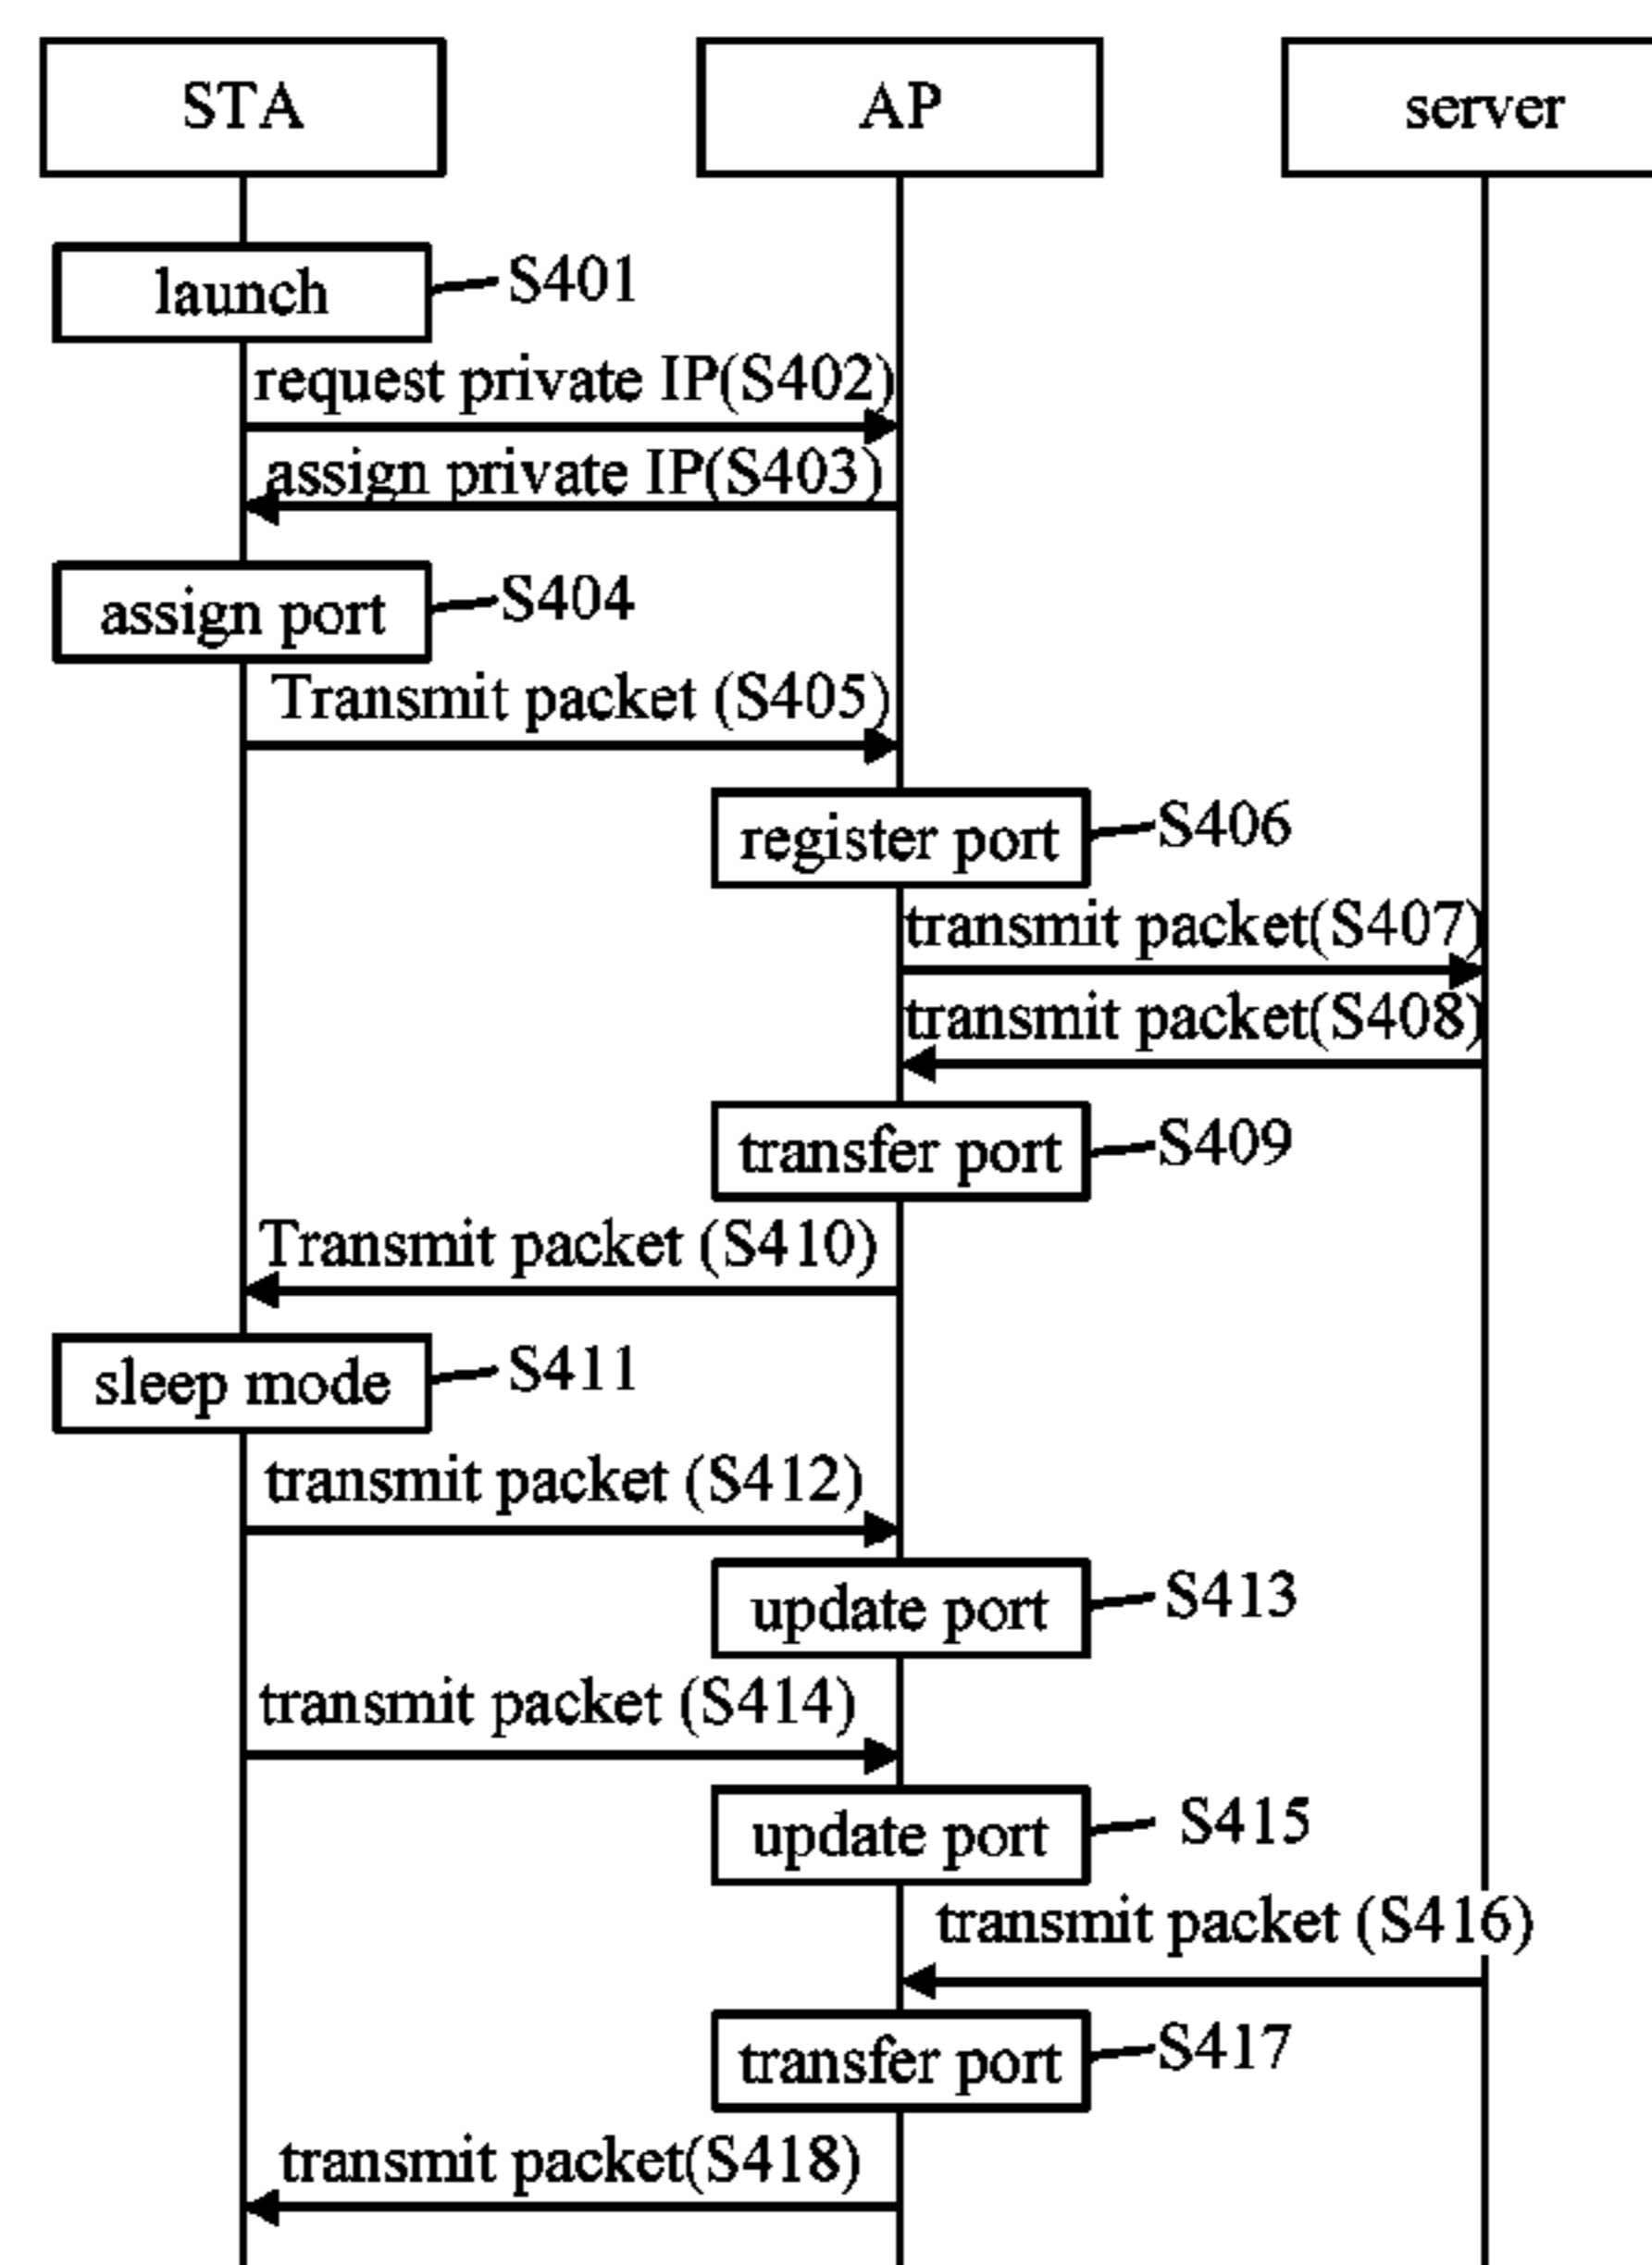 STA
AP
server
launch
S401
request private IP(S402)
assign private IP(S403)
assign port
S404
Transmit packet (S405)
register port
S406
transmit packet(S407)
transmit packet(S408)
transfer port
S409
Transmit packet (S410)
sleep mode
S411
transmit packet (S412)
update port
S413
transmit packet (S414)
update port
S415
transmit packet (S416)
transfer port
S417
transmit packet(S418)